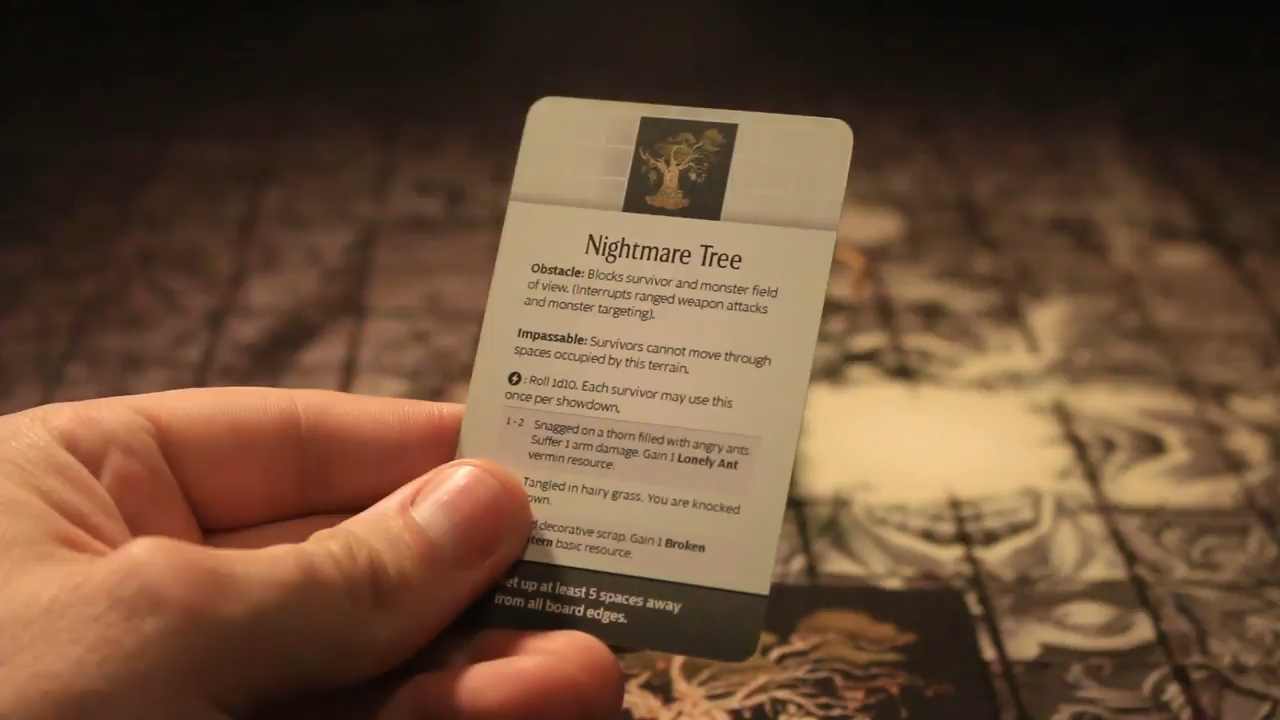 Nightmare Tree
Obstacle: Blocks survivor and monster field
of view. (Interrupts ranged weapon attacks
and monster targeting).
Impassable: Survivors cannot move through
spaces occupied by this terrain.
: Roll 1d10. Each survivor may use this
once per showdown.
1 - 2 Snagged on a thorn filled with angry ants.
Suffer 1 arm damage. Gain 1 Lonely Ant
vermin resource.
Tangled in hairy grass. You are knocked
own.
d decorative scrap. Gain 1 Broken
tern basic resource.
et up at least 5 spaces away
from all board edges.